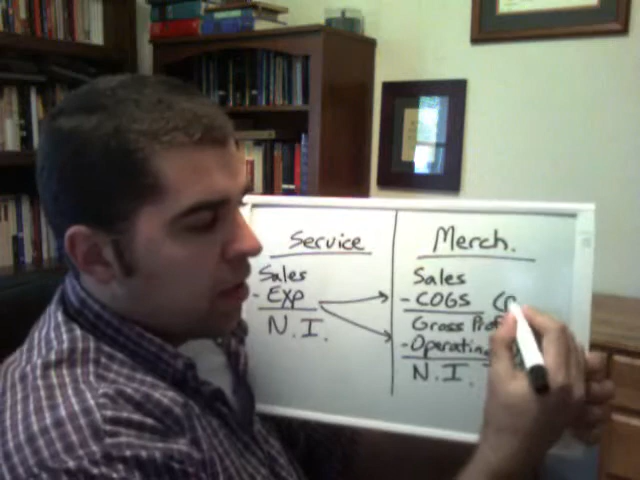 Service
Sales
- EXP
N.I.
Merch.
Sales
- COGS
Gross
- Operating
N.I.